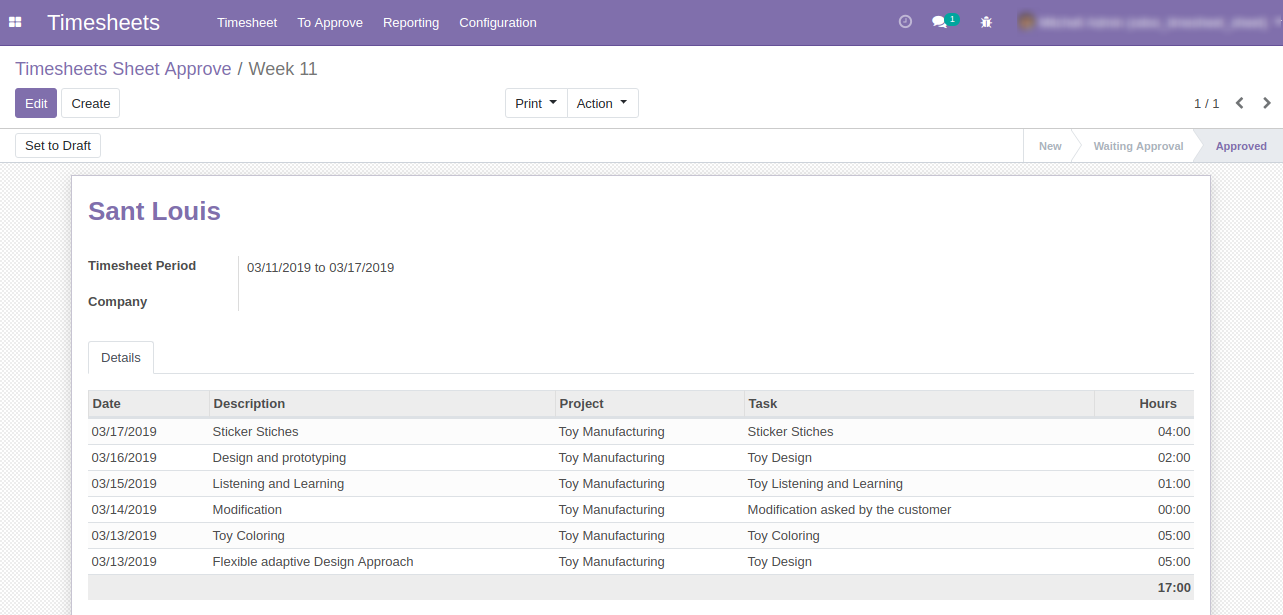 Timesheets Timesheet To Approve Reporting Configuration 1
Timesheets Sheet Approve / Week 11
Edit Create Print Action 1 / 1
Set to Draft New Waiting Approval Approved
Sant Louis
Timesheet Period 03/11/2019 to 03/17/2019
Company
Details
Date Description Project Task Hours
03/17/2019 Sticker Stiches Toy Manufacturing Sticker Stiches 04:00
03/16/2019 Design and prototyping Toy Manufacturing Toy Design 02:00
03/15/2019 Listening and Learning Toy Manufacturing Toy Listening and Learning 01:00
03/14/2019 Modification Toy Manufacturing Modification asked by the customer 00:00
03/13/2019 Toy Coloring Toy Manufacturing Toy Coloring 05:00
03/13/2019 Flexible adaptive Design Approach Toy Manufacturing Toy Design 05:00
17:00